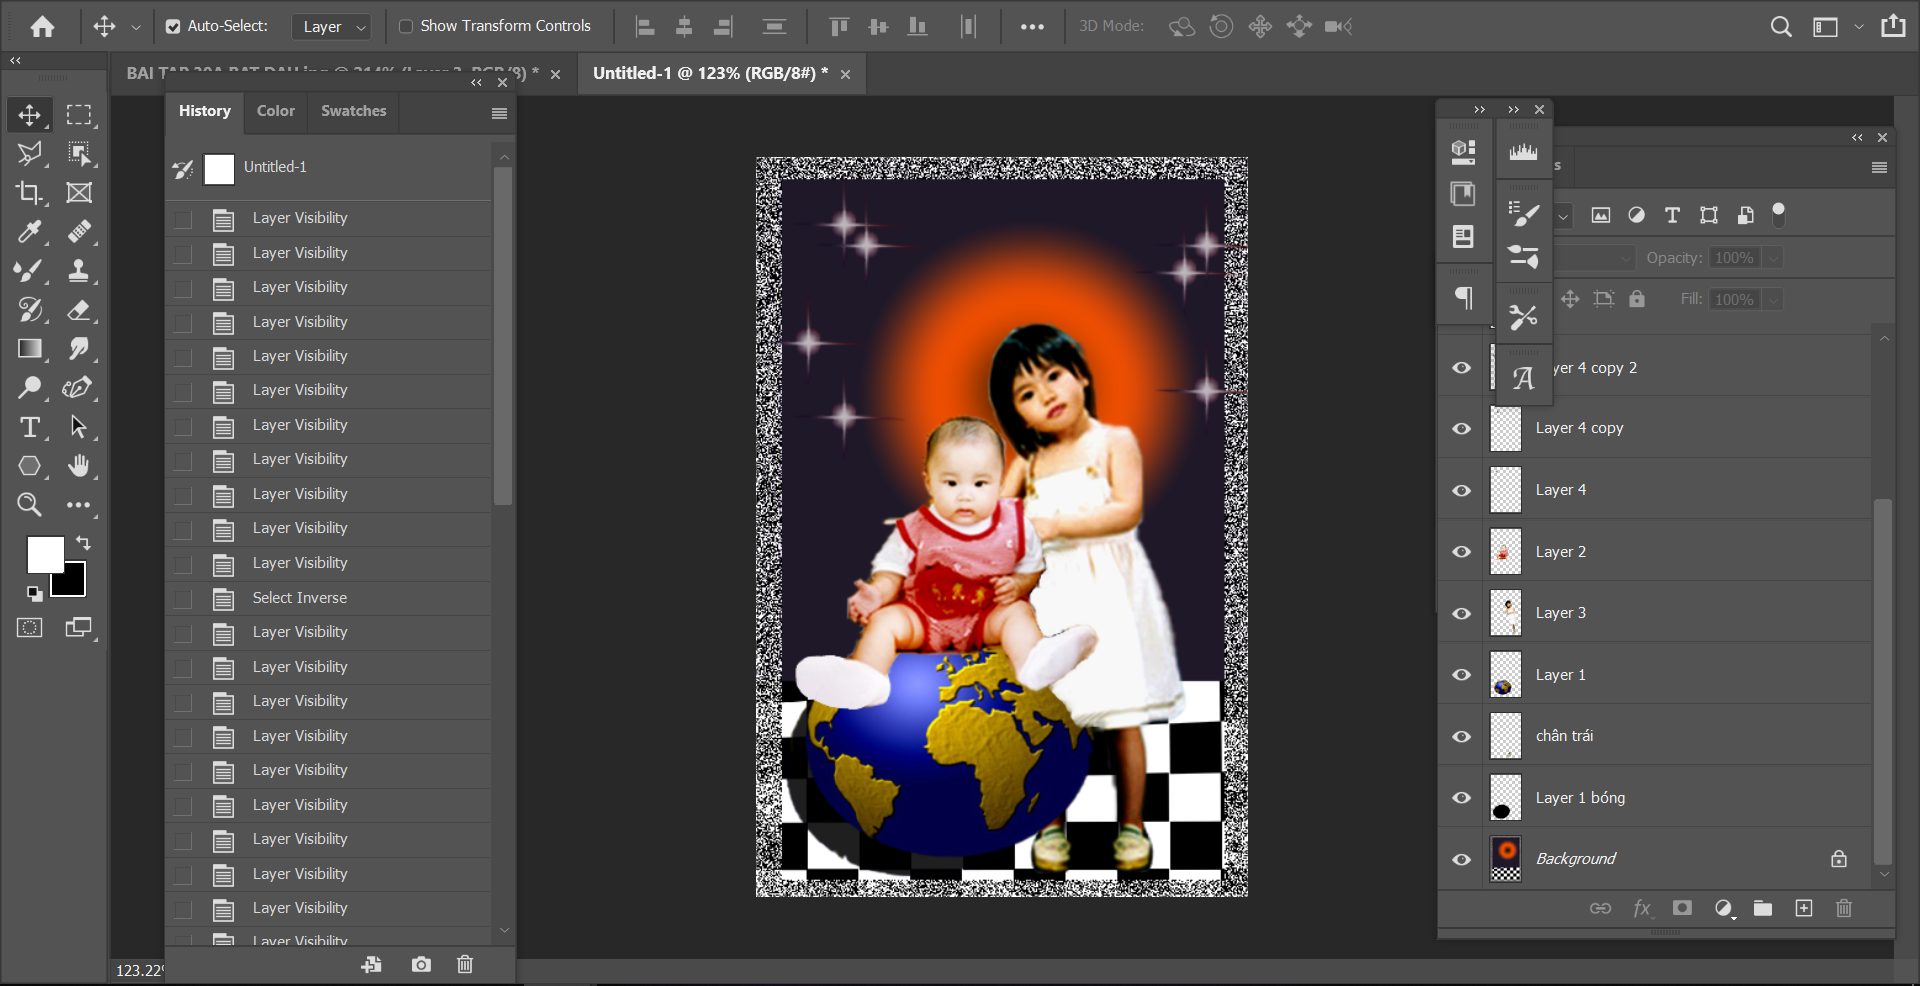 Auto-Select:
Layer
Show Transform Controls
3D Mode:
Untitled-1 @ 123% (RGB/8#) *
History
Color
Swatches
Untitled-1
Layer Visibility
Layer Visibility
Layer Visibility
Layer Visibility
Layer Visibility
Layer Visibility
Layer Visibility
Layer Visibility
Layer Visibility
Layer Visibility
Layer Visibility
Select Inverse
Layer Visibility
Layer Visibility
Layer Visibility
Layer Visibility
Layer Visibility
Layer Visibility
Layer Visibility
Layer Visibility
Layer Visibility
Layer Visibility
123.22%
Opacity:
100%
Fill:
100%
yer 4 copy 2
Layer 4 copy
Layer 4
Layer 2
Layer 3
Layer 1
chân trái
Layer 1 bóng
Background